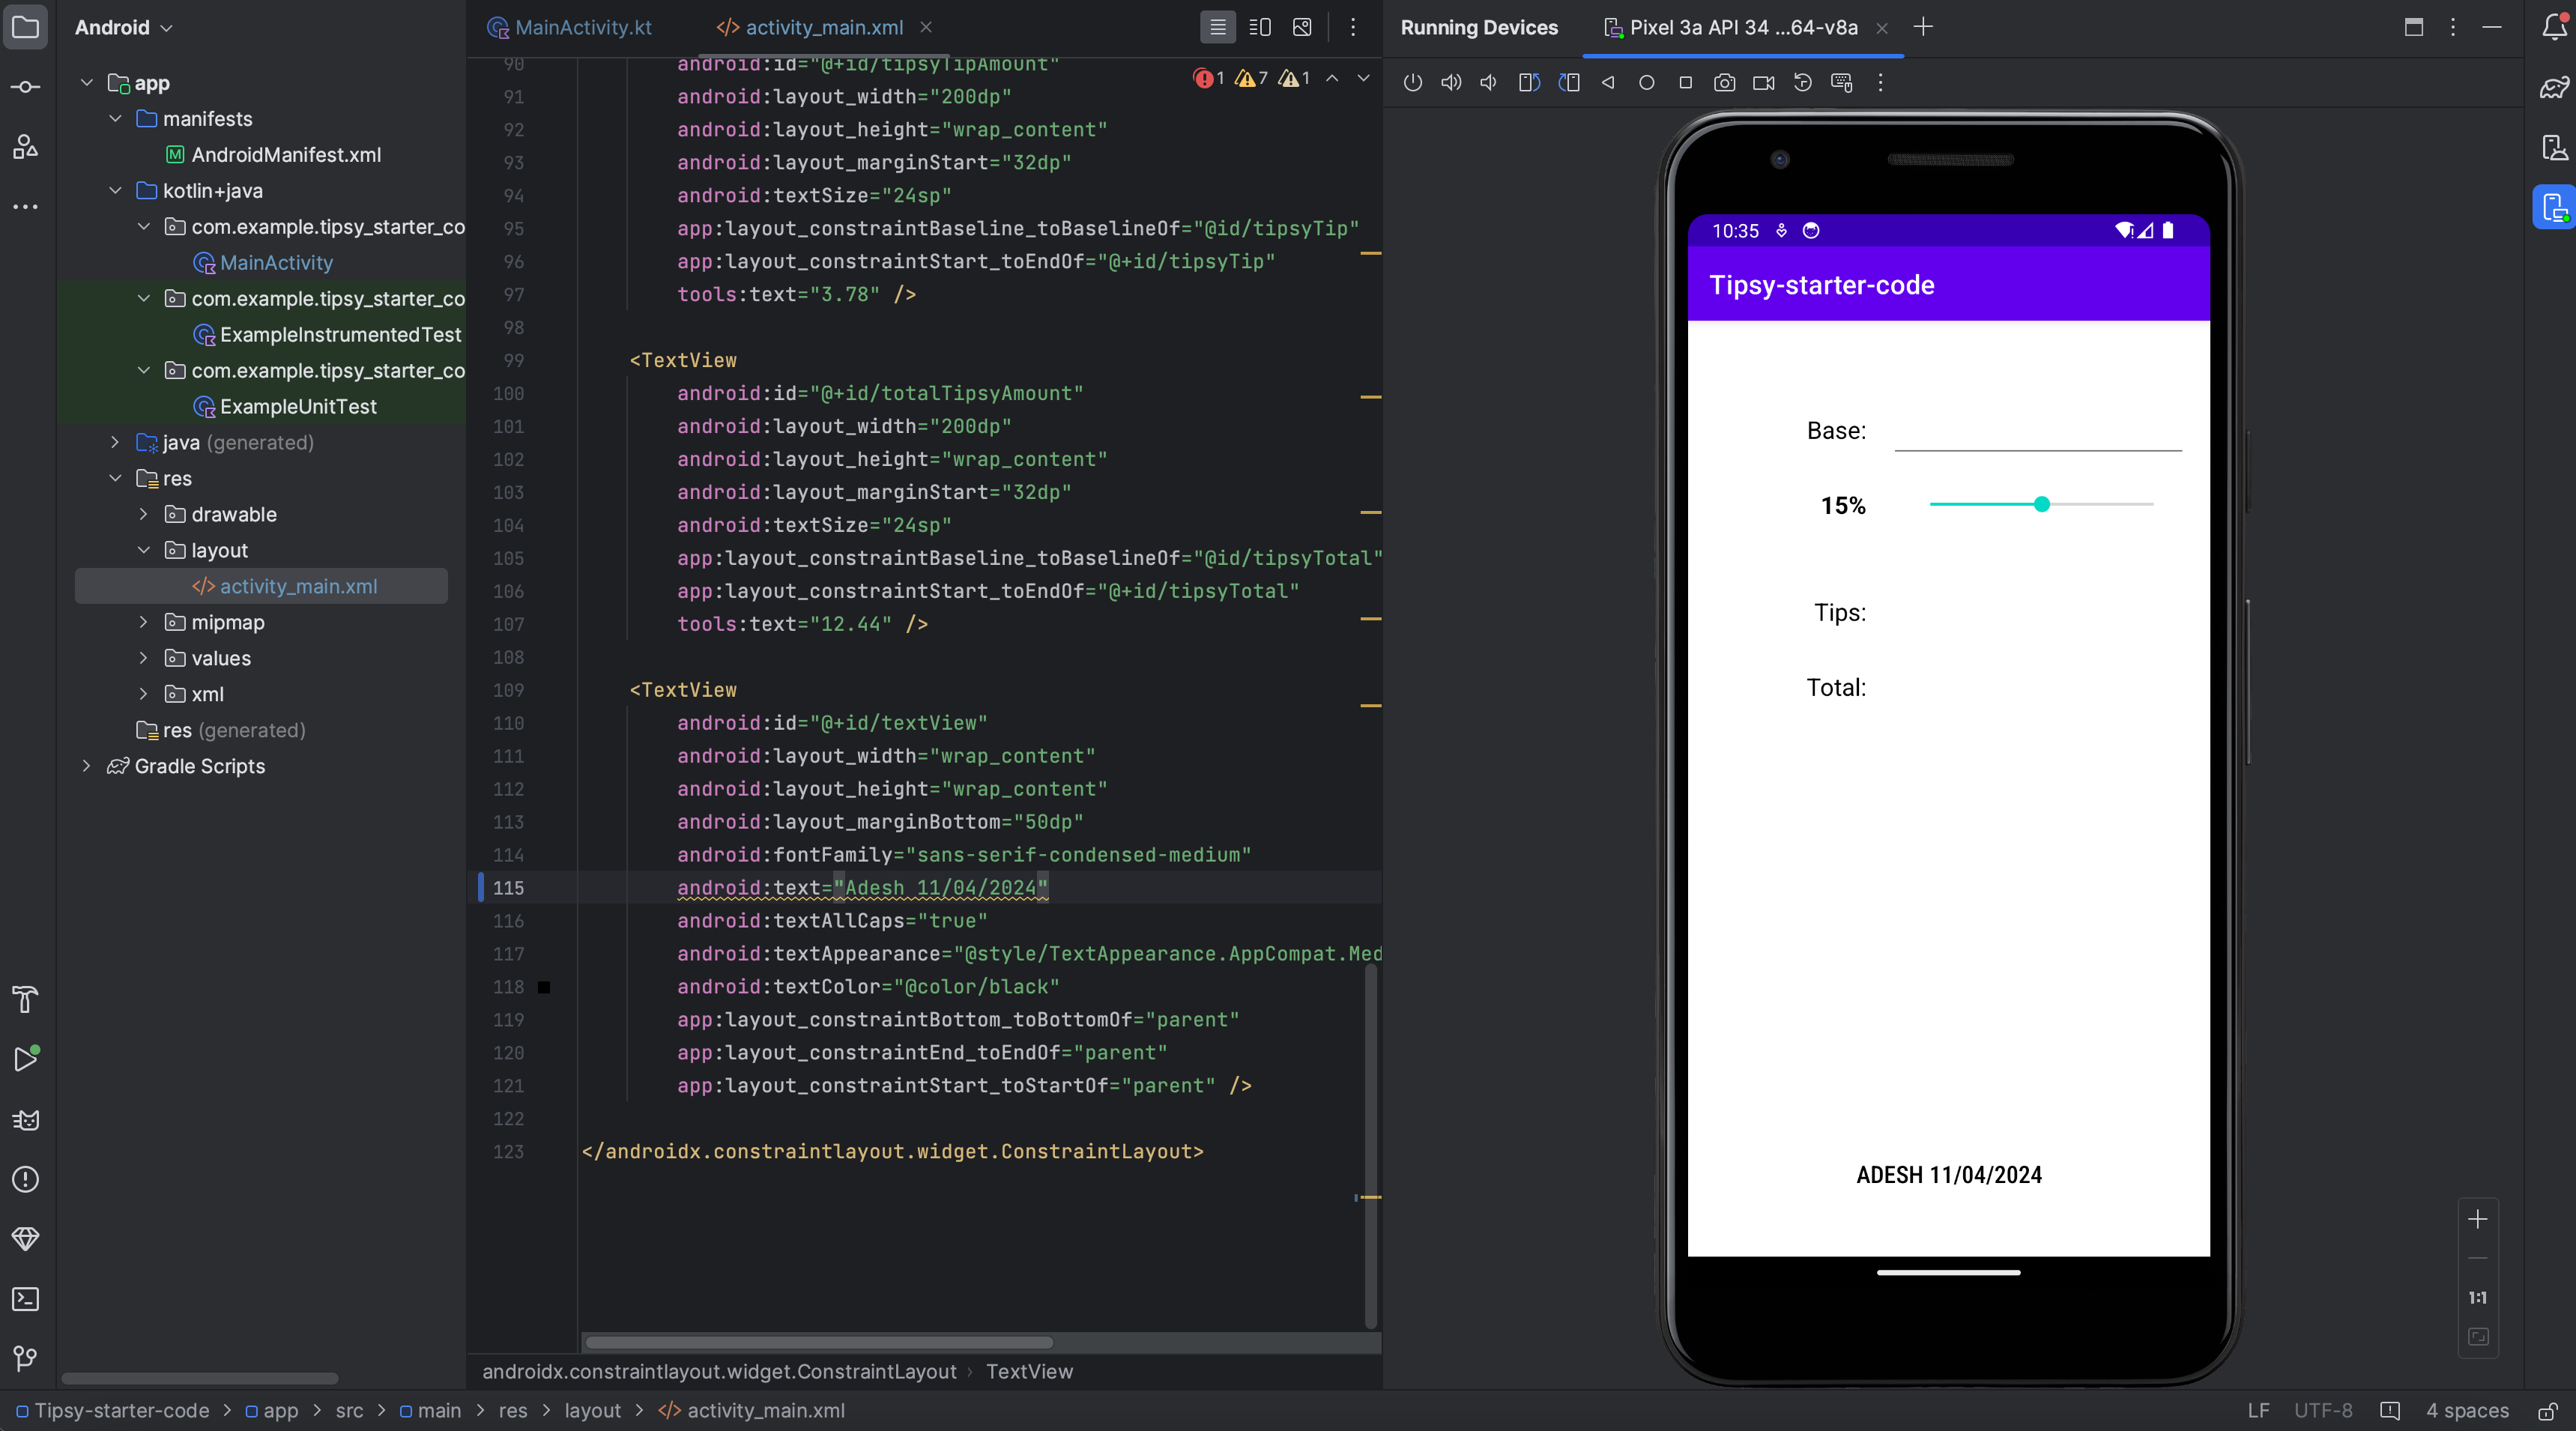 Android
MainActivity.kt
activity_main.xml
Running Devices
Pixel 3a API 34 ...64-v8a
app
manifests
AndroidManifest.xml
kotlin+java
com.example.tipsy_starter_co
MainActivity
com.example.tipsy_starter_co
ExampleInstrumentedTest
com.example.tipsy_starter_co
ExampleUnitTest
java (generated)
res
drawable
layout
activity_main.xml
mipmap
values
xml
res (generated)
Gradle Scripts
1 7 1
90 android:id="@+id/tipsyTipAmount"
91 android:layout_width="200dp"
92 android:layout_height="wrap_content"
93 android:layout_marginStart="32dp"
94 android:textSize="24sp"
95 app:layout_constraintBaseline_toBaselineOf="@id/tipsyTip"
96 app:layout_constraintStart_toEndOf="@+id/tipsyTip"
97 tools:text="3.78" />
98
99 <TextView
100 android:id="@+id/totalTipsyAmount"
101 android:layout_width="200dp"
102 android:layout_height="wrap_content"
103 android:layout_marginStart="32dp"
104 android:textSize="24sp"
105 app:layout_constraintBaseline_toBaselineOf="@id/tipsyTotal"
106 app:layout_constraintStart_toEndOf="@+id/tipsyTotal"
107 tools:text="12.44" />
108
109 <TextView
110 android:id="@+id/textView"
111 android:layout_width="wrap_content"
112 android:layout_height="wrap_content"
113 android:layout_marginBottom="50dp"
114 android:fontFamily="sans-serif-condensed-medium"
115 android:text="Adesh 11/04/2024"
116 android:textAllCaps="true"
117 android:textAppearance="@style/TextAppearance.AppCompat.Med
118 android:textColor="@color/black"
119 app:layout_constraintBottom_toBottomOf="parent"
120 app:layout_constraintEnd_toEndOf="parent"
121 app:layout_constraintStart_toStartOf="parent" />
122
123 </androidx.constraintlayout.widget.ConstraintLayout>
androidx.constraintlayout.widget.ConstraintLayout › TextView
10:35
Tipsy-starter-code
Base:
15%
Tips:
Total:
ADESH 11/04/2024
1:1
Tipsy-starter-code > app > src > main > res > layout > activity_main.xml
LF UTF-8 4 spaces